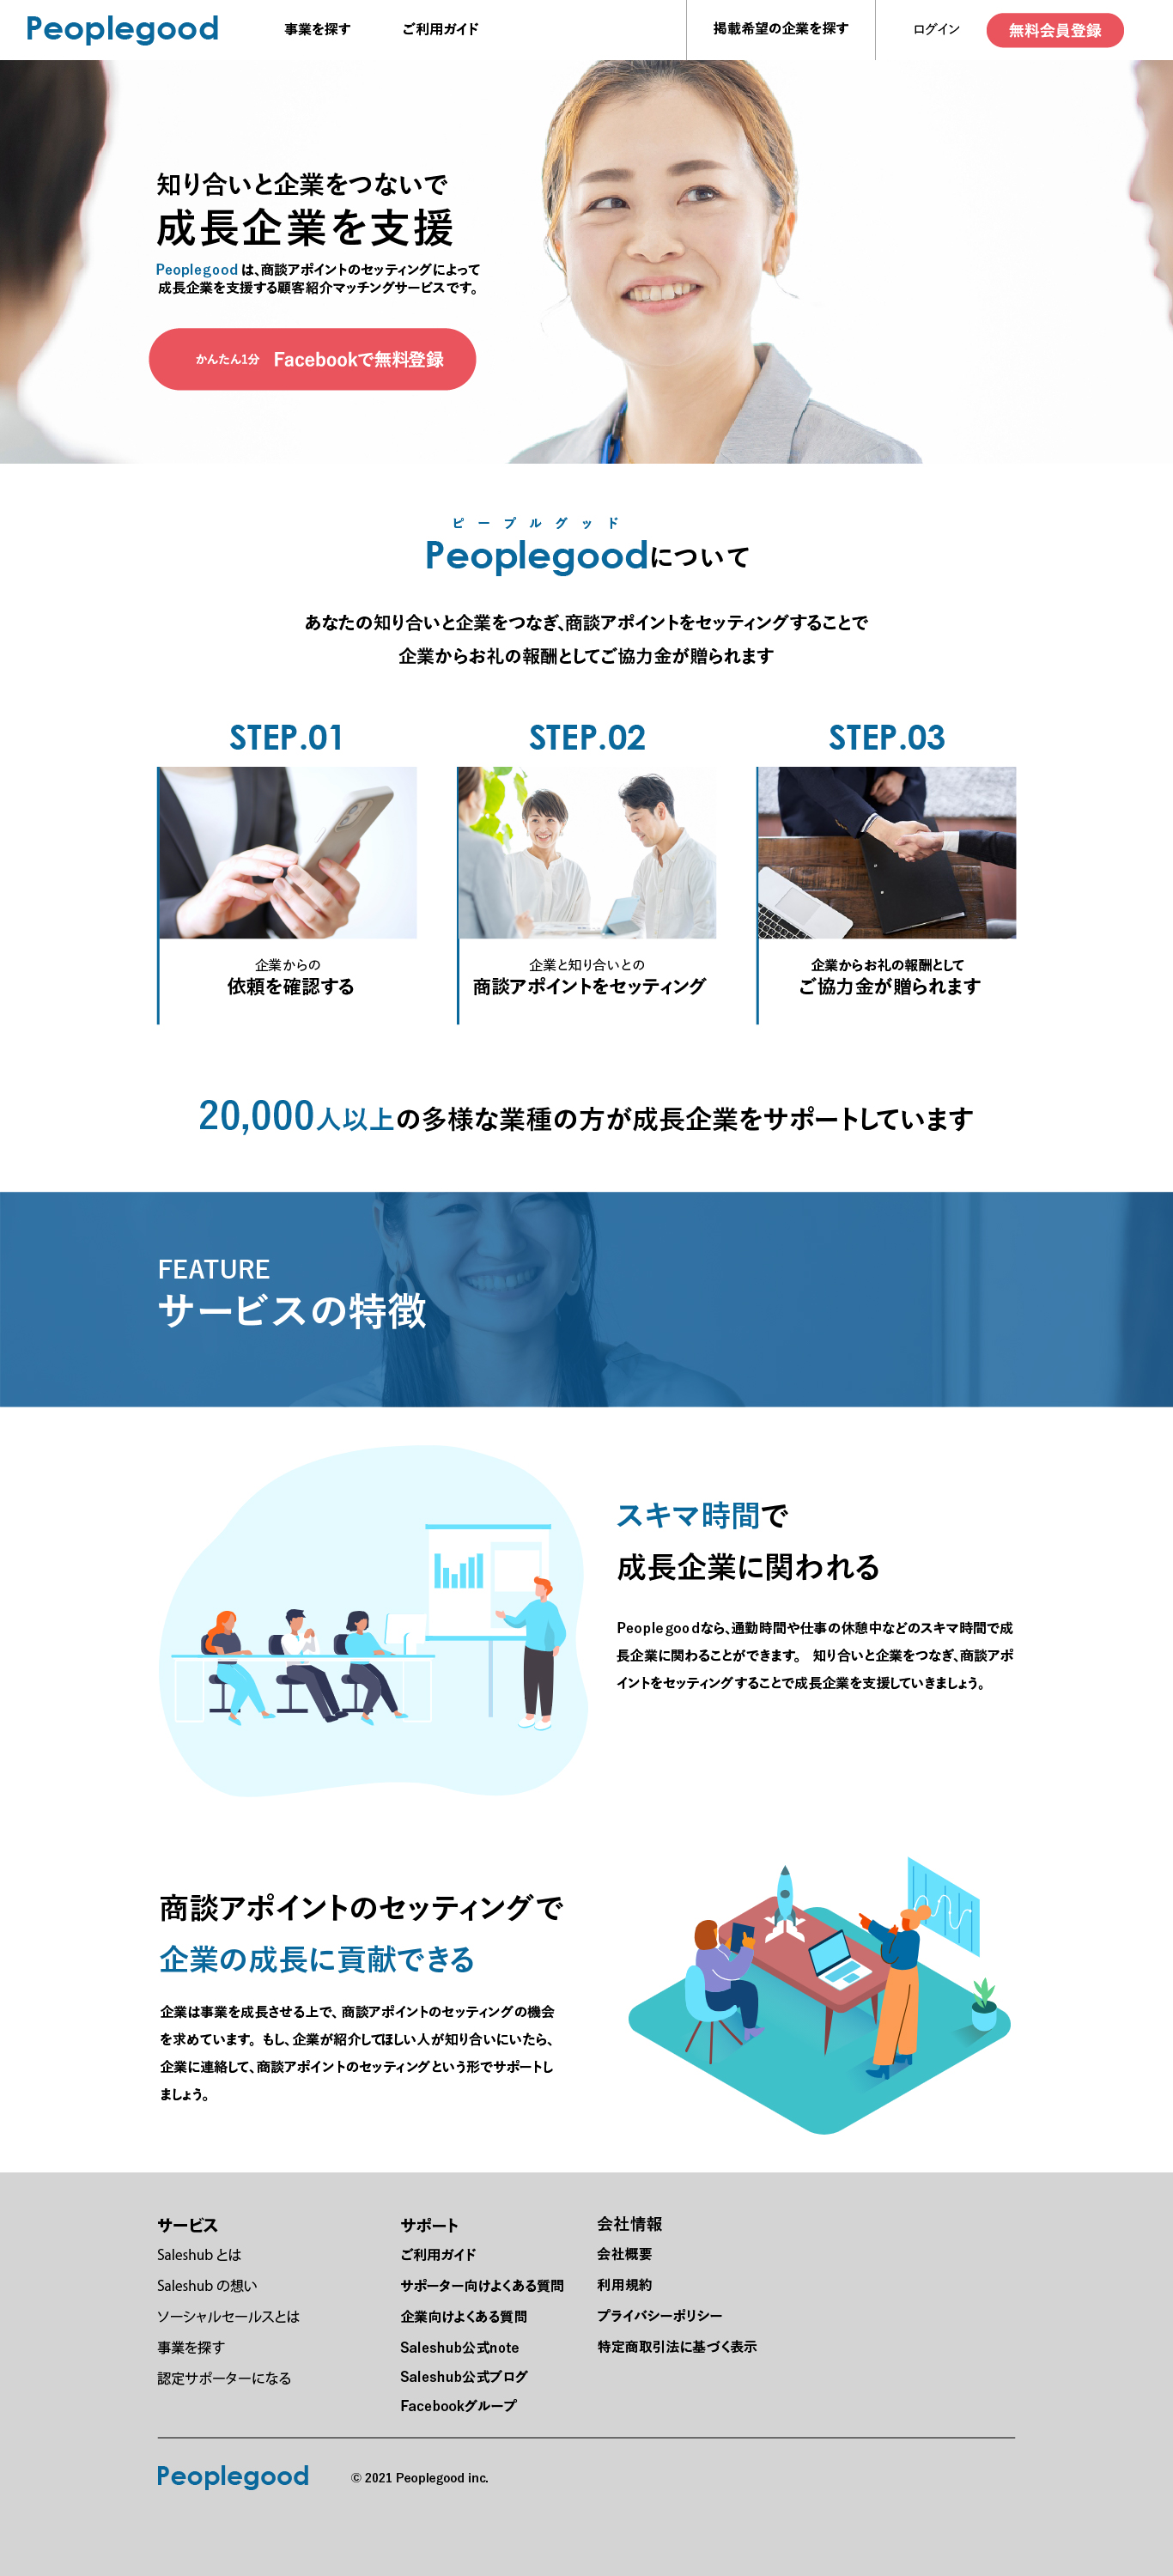 Peoplegood
事業を探す
ご利用ガイド
掲載希望の企業を探す
ログイン
無料会員登録
知り合いと企業をつないで
成長企業を支援
Peoplegood は、商談アポイントのセッティングによって
成長企業を支援する顧客紹介マッチングサービスです。
かんたん1分 Facebookで無料登録
ピープルグッド
Peoplegoodについて
あなたの知り合いと企業をつなぎ、商談アポイントをセッティングすることで
企業からお礼の報酬としてご協力金が贈られます
STEP.01
企業からの
依頼を確認する
STEP.02
企業と知り合いとの
商談アポイントをセッティング
STEP.03
企業からお礼の報酬として
ご協力金が贈られます
20,000人以上の多様な業種の方が成長企業をサポートしています
FEATURE
サービスの特徴
スキマ時間で
成長企業に関われる
Peoplegoodなら、通勤時間や仕事の休憩中などのスキマ時間で成
長企業に関わることができます。 知り合いと企業をつなぎ、商談アポ
イントをセッティングすることで成長企業を支援していきましょう。
商談アポイントのセッティングで
企業の成長に貢献できる
企業は事業を成長させる上で、商談アポイントのセッティングの機会
を求めています。もし、企業が紹介してほしい人が知り合いにいたら、
企業に連絡して、商談アポイントのセッティングという形でサポートし
ましょう。
サービス
Saleshub とは
Saleshub の想い
ソーシャルセールスとは
事業を探す
認定サポーターになる
サポート
ご利用ガイド
サポーター向けよくある質問
企業向けよくある質問
Saleshub公式note
Saleshub公式ブログ
Facebookグループ
会社情報
会社概要
利用規約
プライバシーポリシー
特定商取引法に基づく表示
Peoplegood
© 2021 Peoplegood inc.